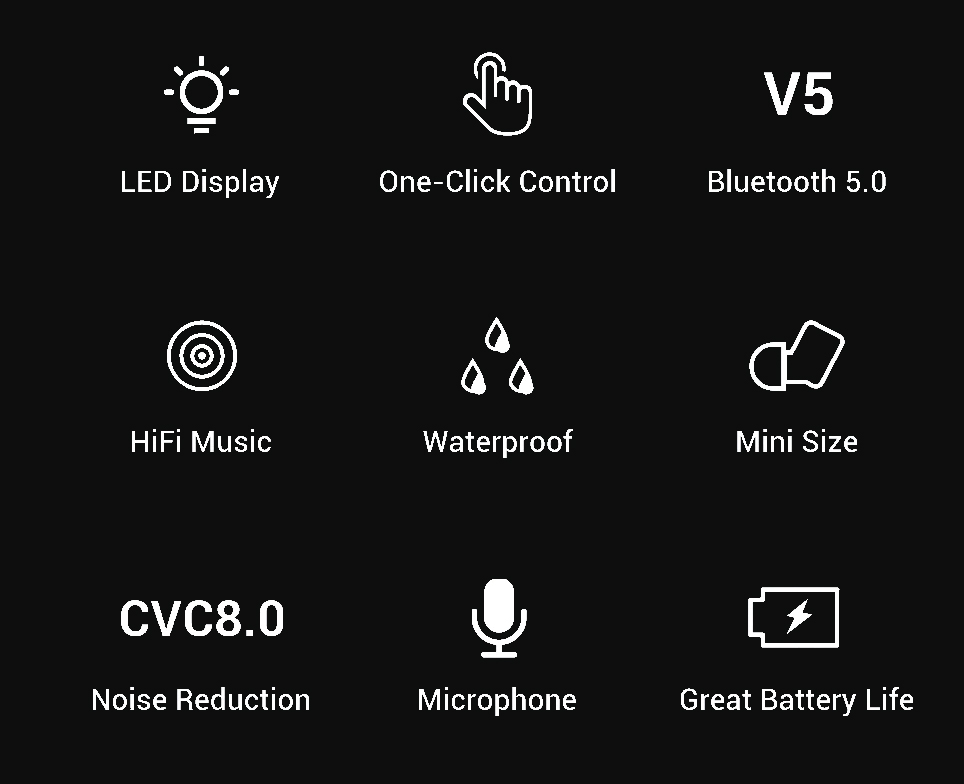 V5
LED Display
One-Click Control
Bluetooth 5.0
HiFi Music
Waterproof
Mini Size
CVC8.0
Noise Reduction
Microphone
Great Battery Life